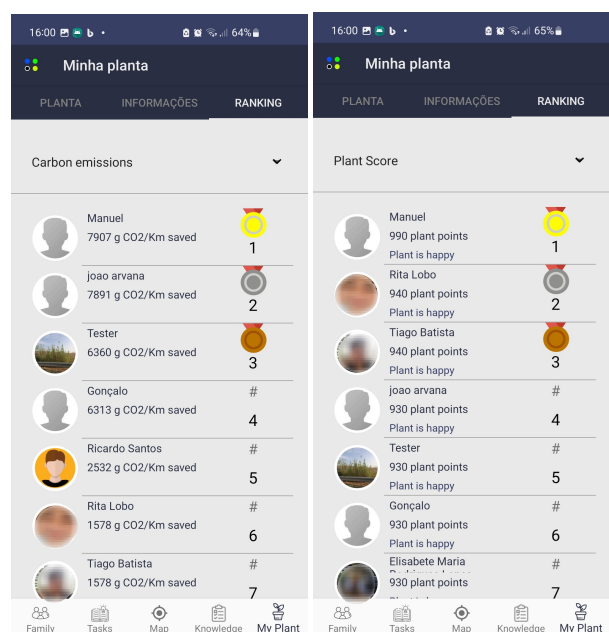 16:00 64%
Minha planta
PLANTA INFORMAÇÕES RANKING
Carbon emissions
Manuel
7907 g CO2/Km saved
1
joao arvana
7891 g CO2/Km saved
2
Tester
6360 g CO2/Km saved
3
Gonçalo
6313 g CO2/Km saved
#
4
Ricardo Santos
2532 g CO2/Km saved
#
5
Rita Lobo
1578 g CO2/Km saved
#
6
Tiago Batista
1578 g CO2/Km saved
#
7
Family Tasks Map Knowledge My Plant
16:00 65%
Minha planta
PLANTA INFORMAÇÕES RANKING
Plant Score
Manuel
990 plant points
Plant is happy
1
Rita Lobo
940 plant points
Plant is happy
2
Tiago Batista
940 plant points
Plant is happy
3
joao arvana
930 plant points
Plant is happy
#
4
Tester
930 plant points
Plant is happy
#
5
Gonçalo
930 plant points
Plant is happy
#
6
Elisabete Maria
930 plant points
#
7
Family Tasks Map Knowledge My Plant